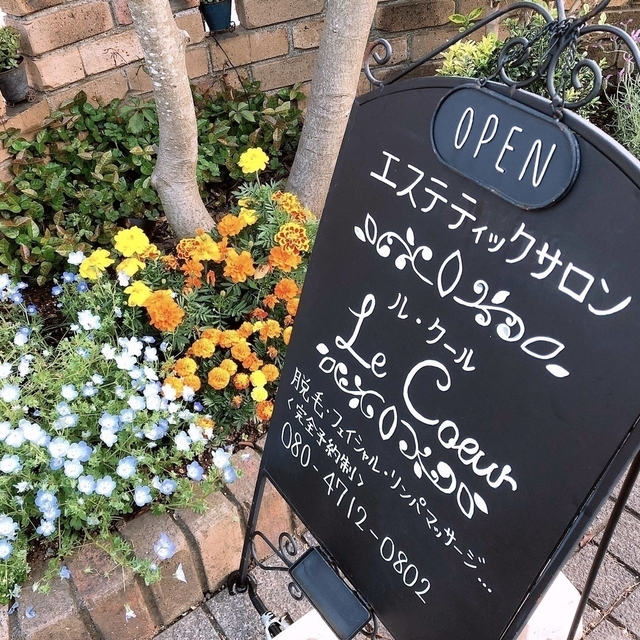 OPEN
エステティックサロン
ル・クール
Le Coeur
脱毛・フェイシャル・リンパマッサージ...
<完全予約制>
080-4712-0802